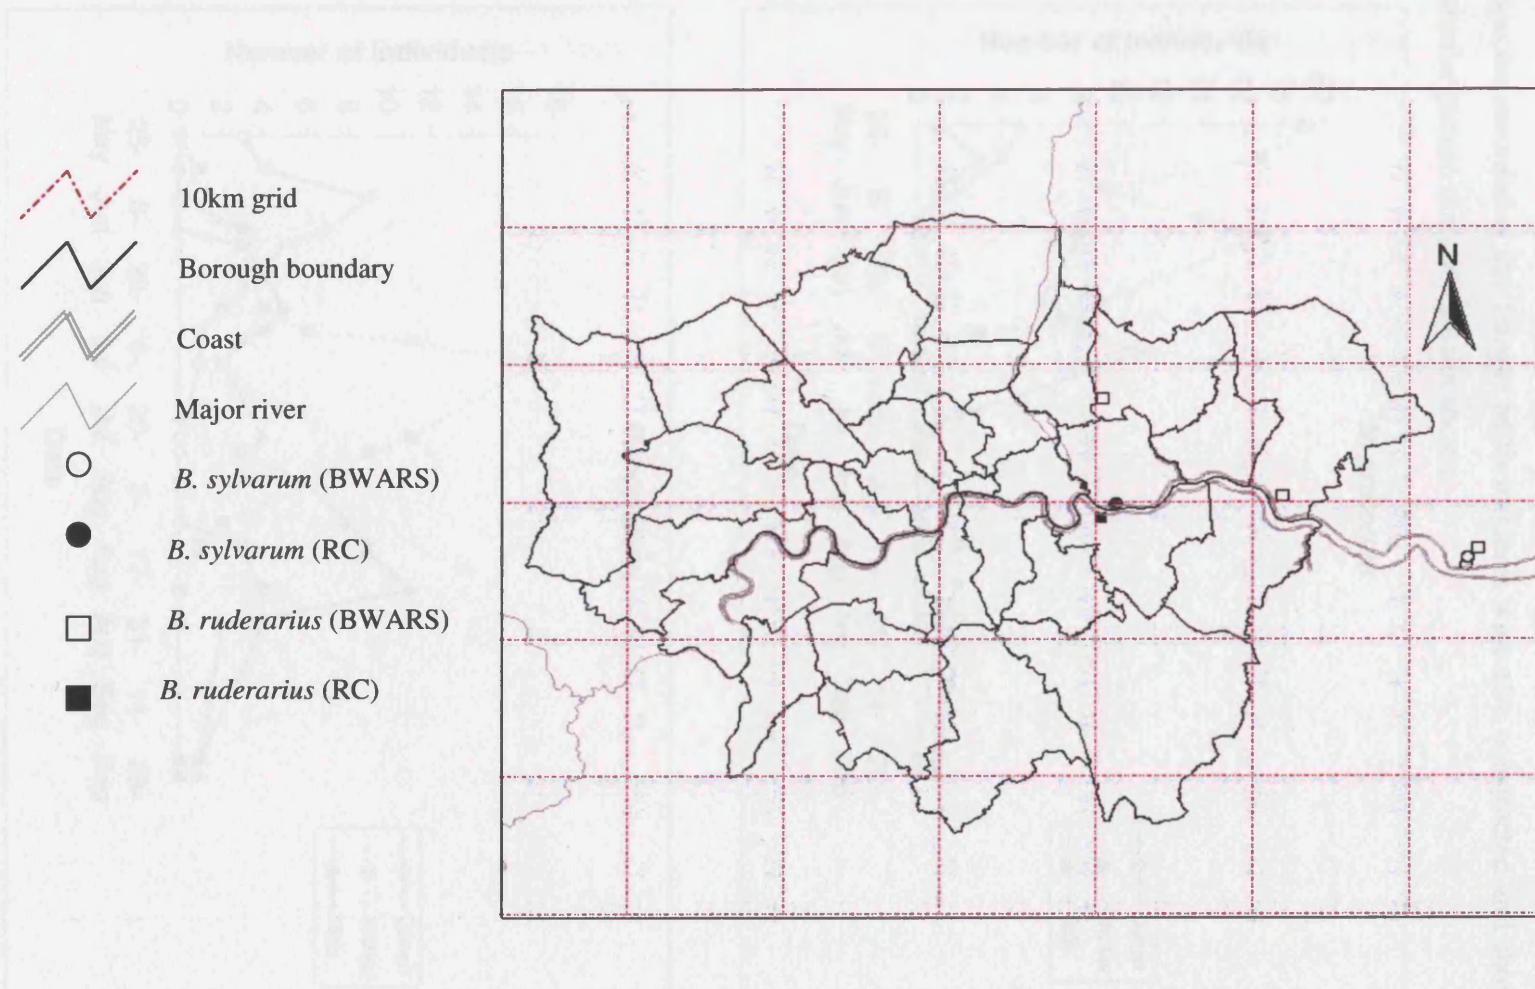 N
10km grid
Borough boundary
Coast
Major river
B. sylvarum (BWARS)
B. sylvarum (RC)
B. ruderarius (BWARS)
B. ruderarius (RC)